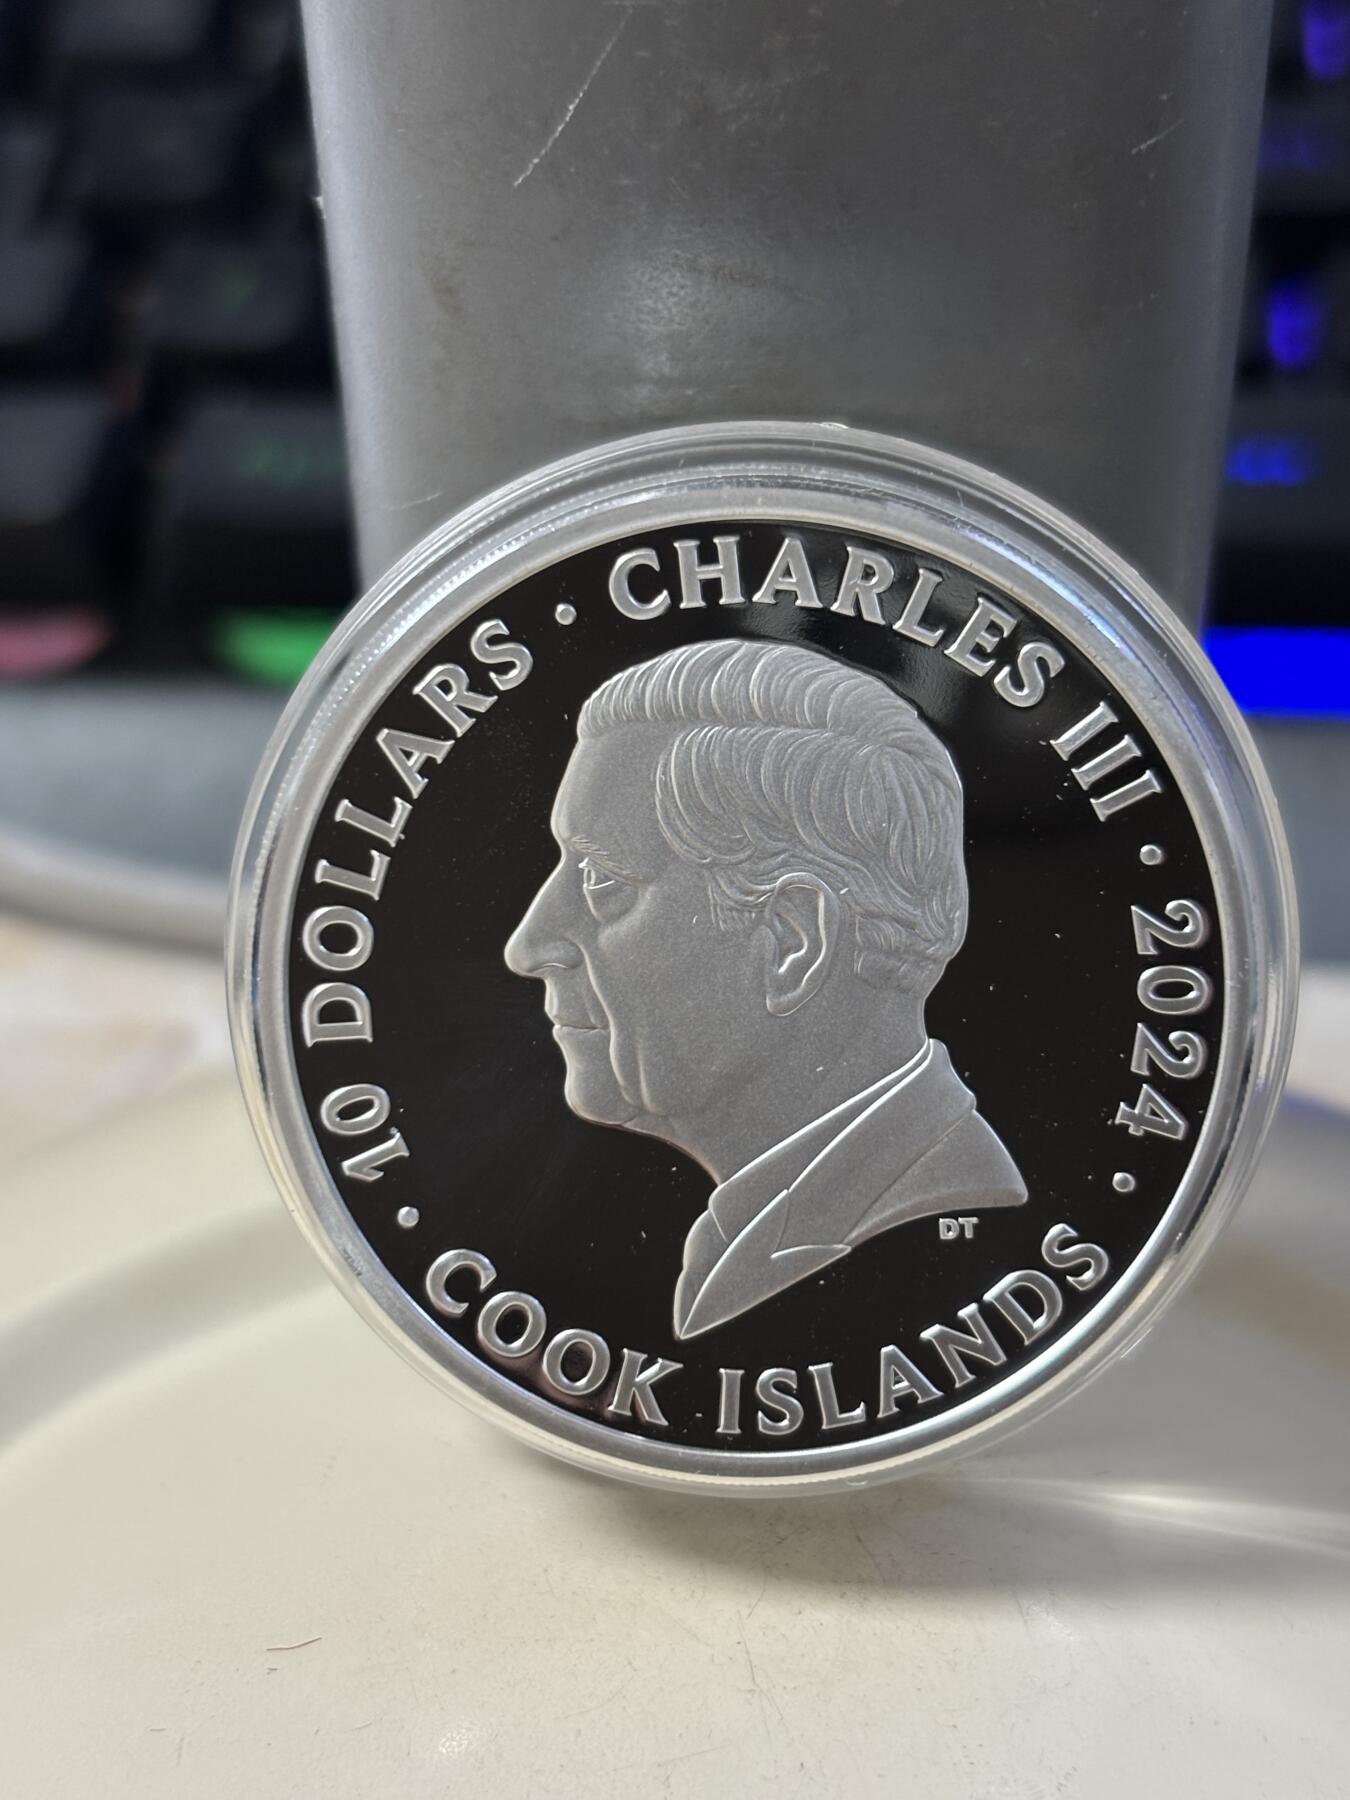 10 DOLLARS • CHARLES III • 2024 •
COOK ISLANDS •
DT